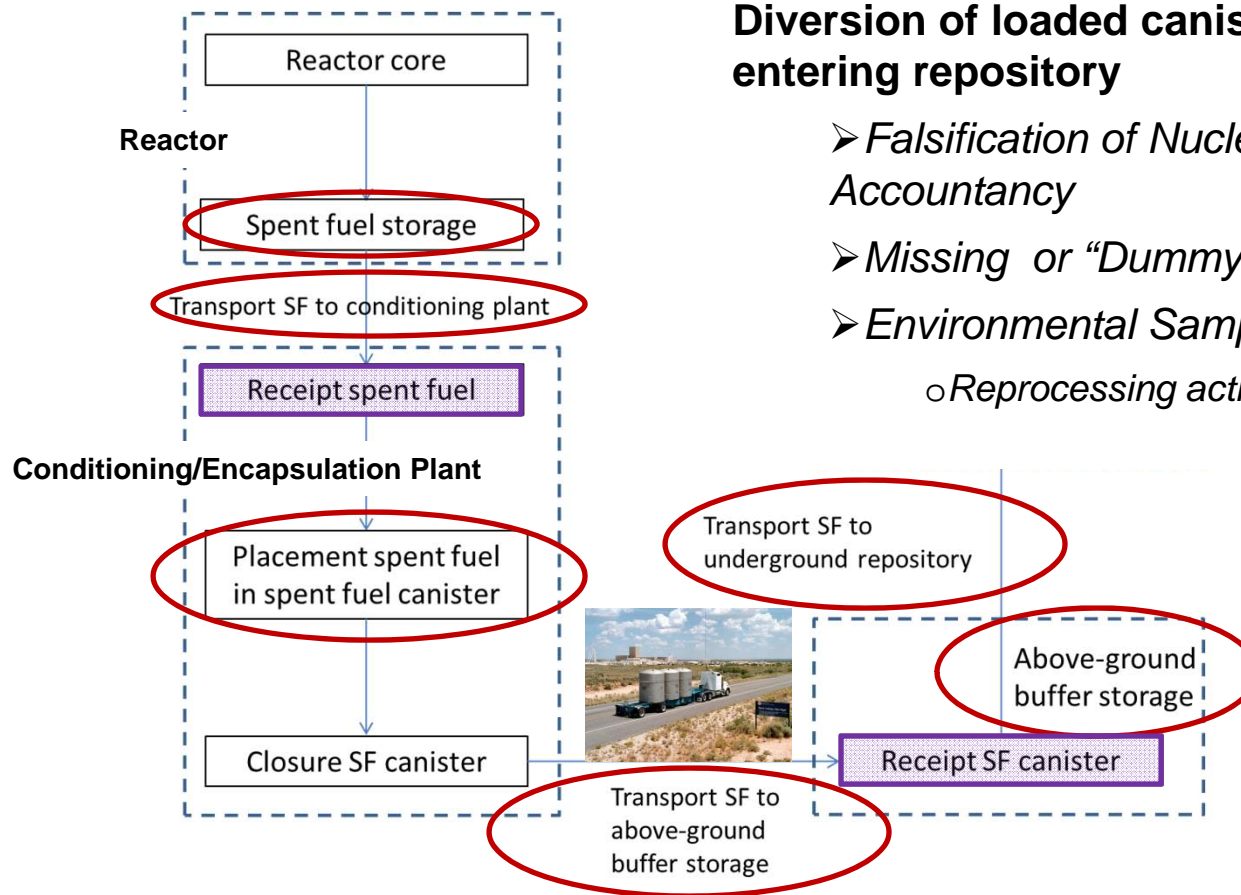 Diversion of loaded canis
entering repository
➢Falsification of Nucle
Accountancy
➢Missing or “Dummy
➢Environmental Samp
oReprocessing acti
Reactor core
Reactor
Spent fuel storage
Transport SF to conditioning plant
Receipt spent fuel
Conditioning/Encapsulation Plant
Placement spent fuel
in spent fuel canister
Closure SF canister
Transport SF to
underground repository
Above-ground
buffer storage
Receipt SF canister
Transport SF to
above-ground
buffer storage